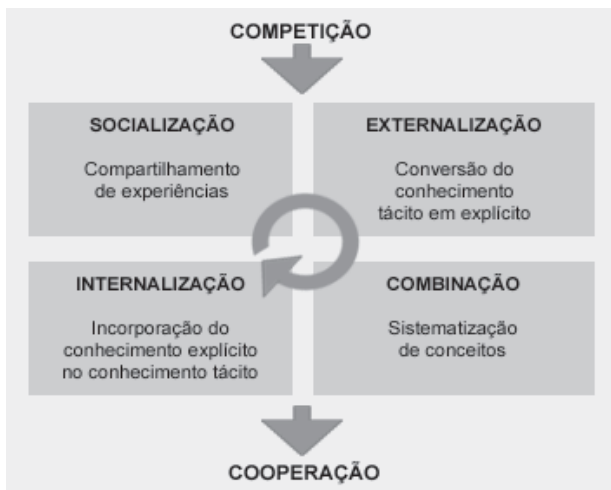 COMPETIÇÃO
SOCIALIZAÇÃO
Compartilhamento
de experiências
EXTERNALIZAÇÃO
Conversão do
conhecimento
tácito em explícito
INTERNALIZAÇÃO
Incorporação do
conhecimento explícito
no conhecimento tácito
COMBINAÇÃO
Sistematização
de conceitos
COOPERAÇÃO